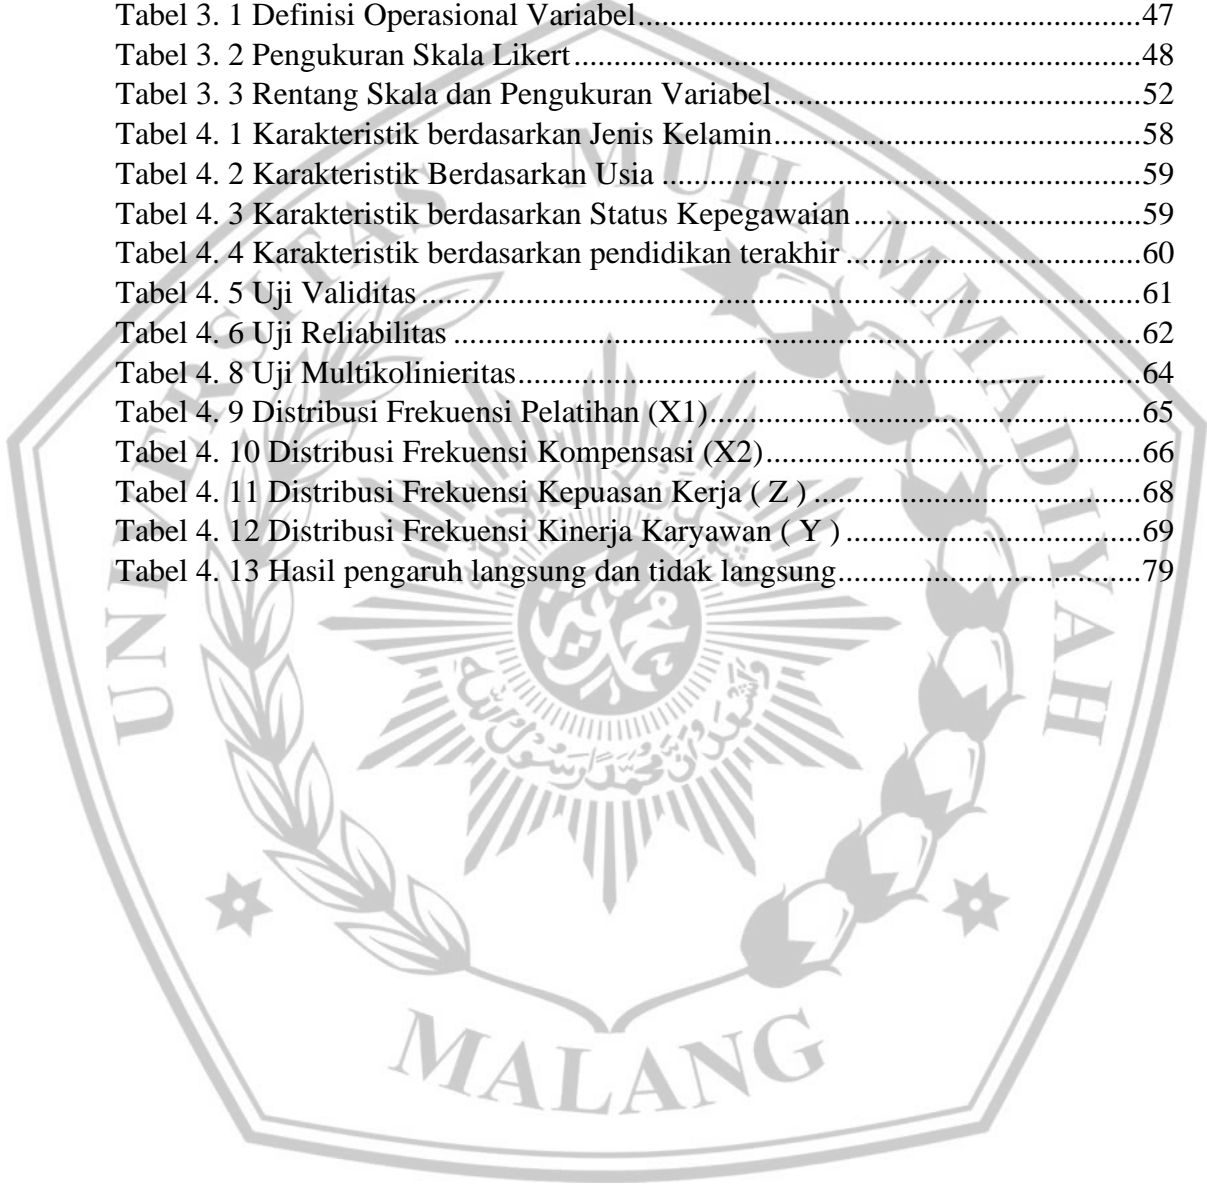 Tabel 3. 1 Definisi Operasional Variabel...............................................................47
Tabel 3. 2 Pengukuran Skala Likert.......................................................................48
Tabel 3. 3 Rentang Skala dan Pengukuran Variabel..............................................52
Tabel 4. 1 Karakteristik berdasarkan Jenis Kelamin..............................................58
Tabel 4. 2 Karakteristik Berdasarkan Usia ............................................................59
Tabel 4. 3 Karakteristik berdasarkan Status Kepegawaian....................................59
Tabel 4. 4 Karakteristik berdasarkan pendidikan terakhir .....................................60
Tabel 4. 5 Uji Validitas ..........................................................................................61
Tabel 4. 6 Uji Reliabilitas ......................................................................................62
Tabel 4. 8 Uji Multikolinieritas..............................................................................64
Tabel 4. 9 Distribusi Frekuensi Pelatihan (X1)......................................................65
Tabel 4. 10 Distribusi Frekuensi Kompensasi (X2)...............................................66
Tabel 4. 11 Distribusi Frekuensi Kepuasan Kerja ( Z ) .........................................68
Tabel 4. 12 Distribusi Frekuensi Kinerja Karyawan ( Y ) .....................................69
Tabel 4. 13 Hasil pengaruh langsung dan tidak langsung......................................79
UNIVERSITAS MUHAMMADIYAH
MALANG